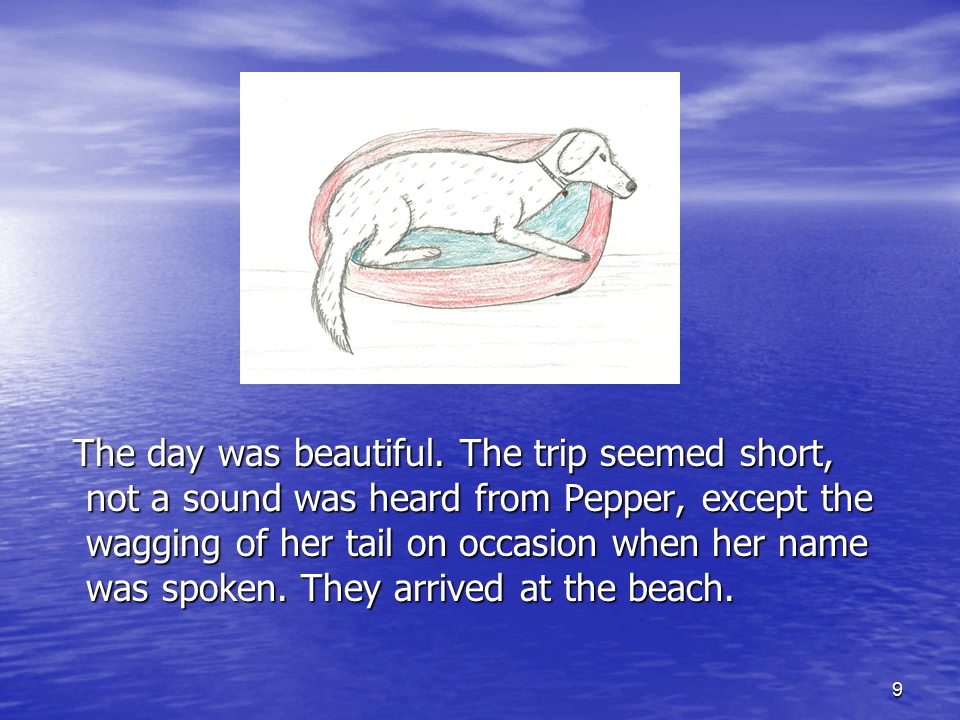 The day was beautiful. The trip seemed short,
not a sound was heard from Pepper, except the
wagging of her tail on occasion when her name
was spoken. They arrived at the beach.
9